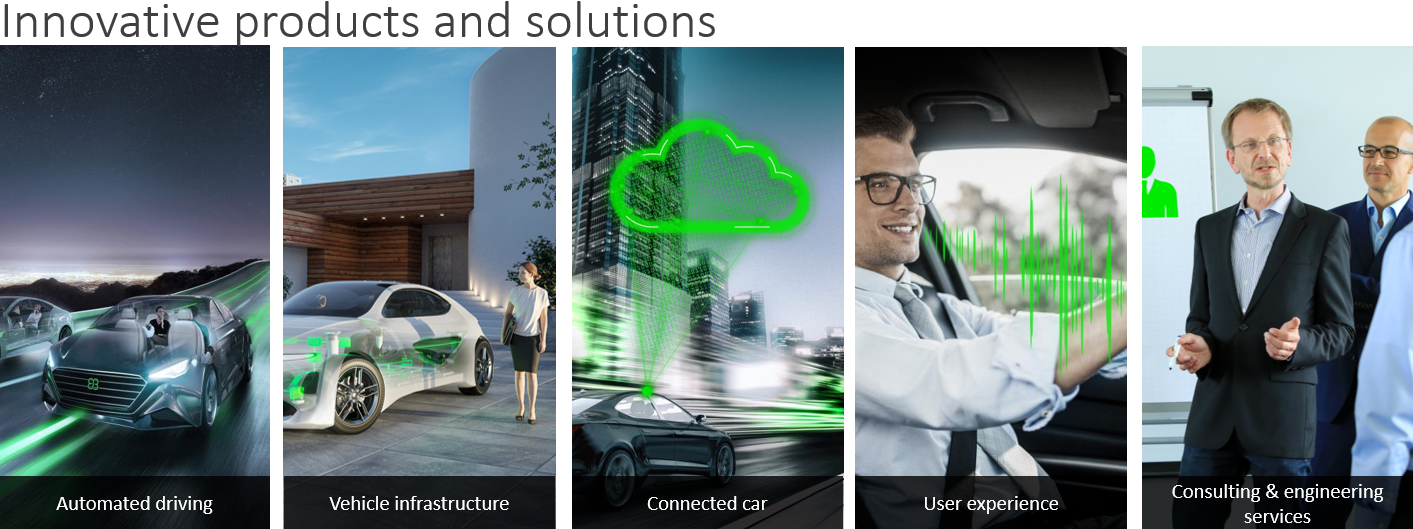 Innovative products and solutions
Automated driving
Vehicle infrastructure
Connected car
User experience
Consulting & engineering
services